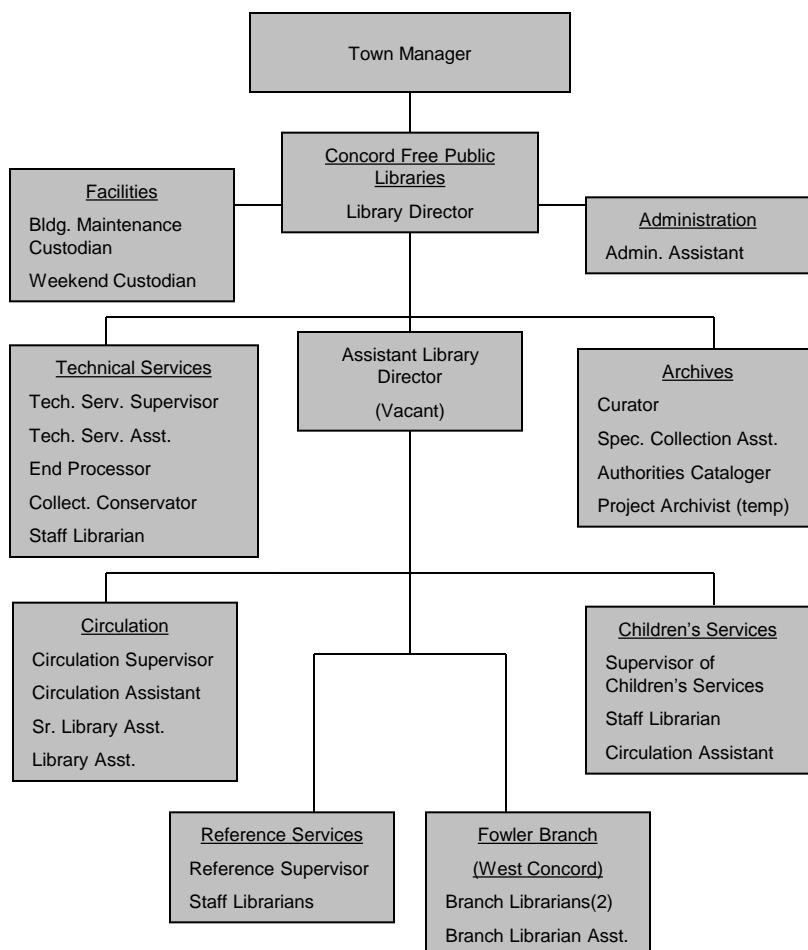 Town Manager
Concord Free Public
Libraries
Library Director
Facilities
Bldg. Maintenance
Custodian
Weekend Custodian
Administration
Admin. Assistant
Technical Services
Tech. Serv. Supervisor
Tech. Serv. Asst.
End Processor
Collect. Conservator
Staff Librarian
Assistant Library
Director
(Vacant)
Archives
Curator
Spec. Collection Asst.
Authorities Cataloger
Project Archivist (temp)
Circulation
Circulation Supervisor
Circulation Assistant
Sr. Library Asst.
Library Asst.
Children’s Services
Supervisor of
Children’s Services
Staff Librarian
Circulation Assistant
Reference Services
Reference Supervisor
Staff Librarians
Fowler Branch
(West Concord)
Branch Librarians(2)
Branch Librarian Asst.